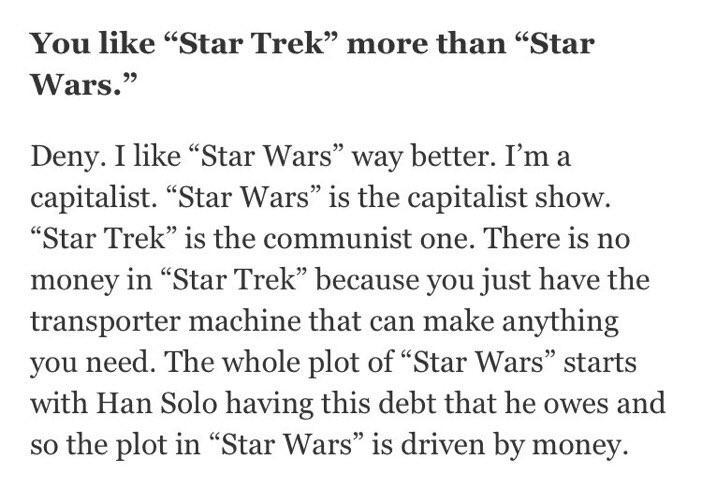 You like “Star Trek” more than “Star
Wars.”
Deny. I like “Star Wars” way better. I’m a
capitalist. “Star Wars” is the capitalist show.
“Star Trek” is the communist one. There is no
money in “Star Trek” because you just have the
transporter machine that can make anything
you need. The whole plot of “Star Wars” starts
with Han Solo having this debt that he owes and
so the plot in “Star Wars” is driven by money.